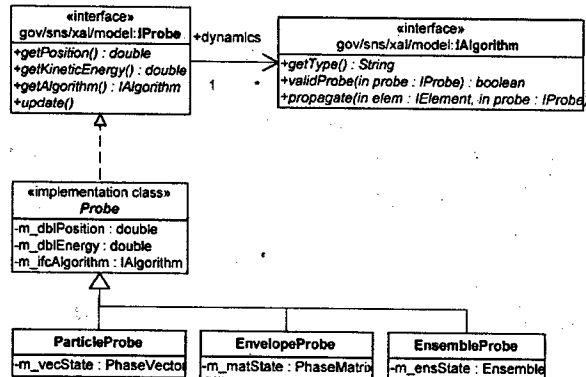 «interface»
gov/sns/xal/model::IProbe
+getPosition() : double
+getKineticEnergy() : double
+getAlgorithm() : IAlgorithm
+update()
+dynamics
1
*
«interface»
gov/sns/xal/model::IAlgorithm
+getType() : String
+validProbe(in probe : IProbe) : boolean
+propagate(in elem : IElement, in probe : IProbe)
«implementation class»
Probe
-m_dblPosition : double
-m_dblEnergy : double
-m_ifcAlgorithm : IAlgorithm
ParticleProbe
-m_vecState : PhaseVector
EnvelopeProbe
-m_matState : PhaseMatrix
EnsembleProbe
-m_ensState : Ensemble